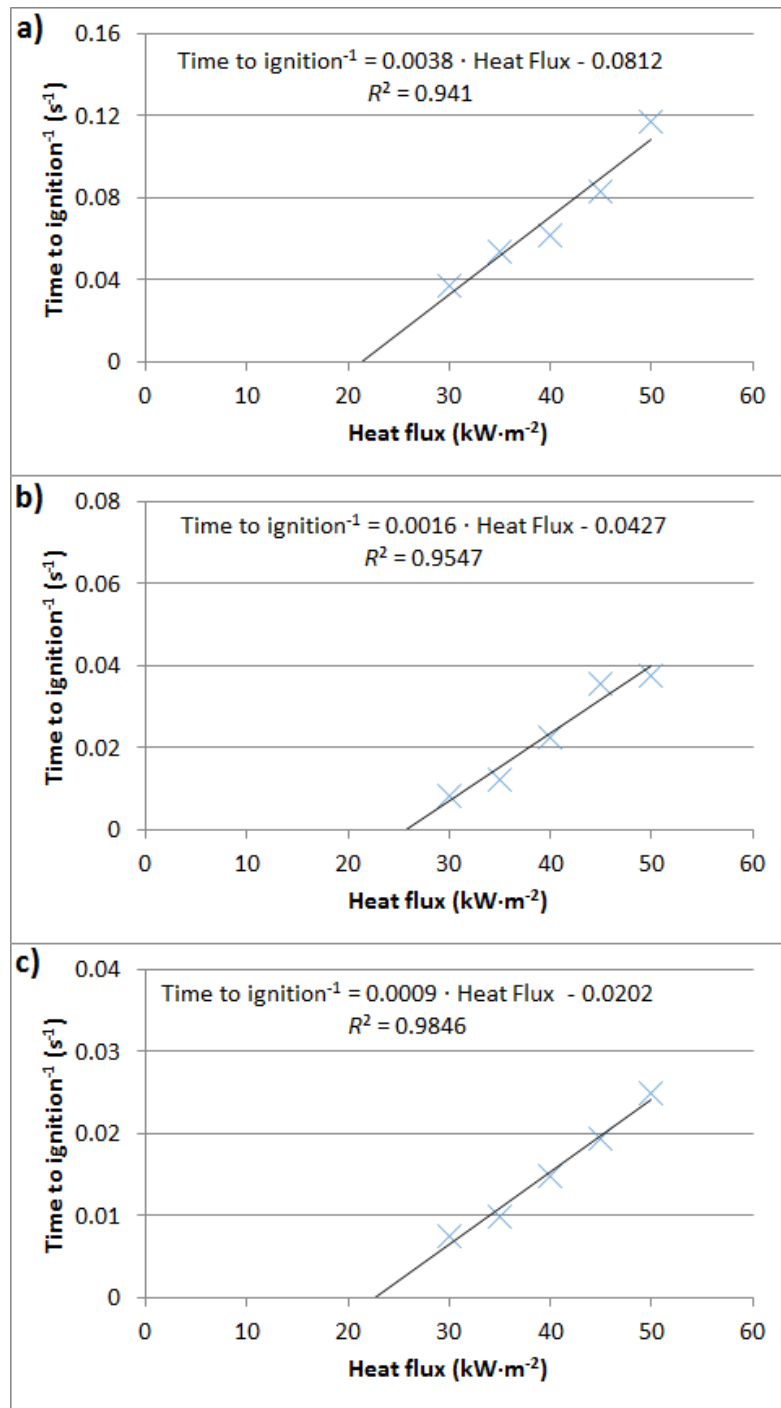 a)
Time to ignition⁻¹ = 0.0038 · Heat Flux - 0.0812
R² = 0.941
Time to ignition⁻¹ (s⁻¹)
0.16
0.12
0.08
0.04
0
0 10 20 30 40 50 60
Heat flux (kW·m⁻²)
b)
Time to ignition⁻¹ = 0.0016 · Heat Flux - 0.0427
R² = 0.9547
Time to ignition⁻¹ (s⁻¹)
0.08
0.06
0.04
0.02
0
0 10 20 30 40 50 60
Heat flux (kW·m⁻²)
c)
Time to ignition⁻¹ = 0.0009 · Heat Flux - 0.0202
R² = 0.9846
Time to ignition⁻¹ (s⁻¹)
0.04
0.03
0.02
0.01
0
0 10 20 30 40 50 60
Heat flux (kW·m⁻²)